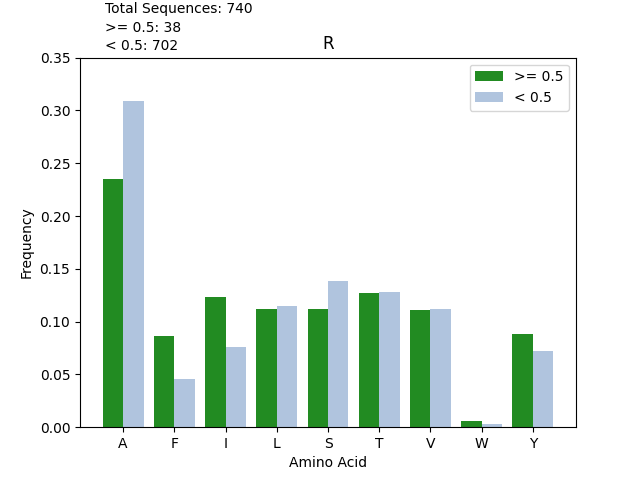 Total Sequences: 740
>= 0.5: 38
< 0.5: 702
R
>= 0.5
< 0.5
0.35
0.30
0.25
0.20
0.15
0.10
0.05
0.00
Frequency
A F I L S T V W Y
Amino Acid